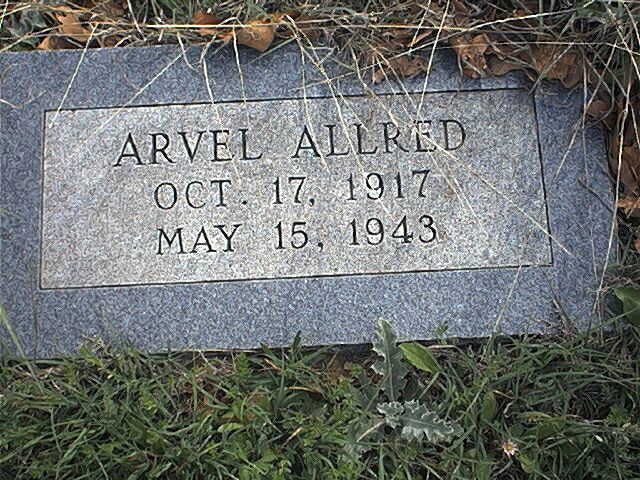 ARVEL ALLRED
OCT. 17, 1917
MAY 15, 1943